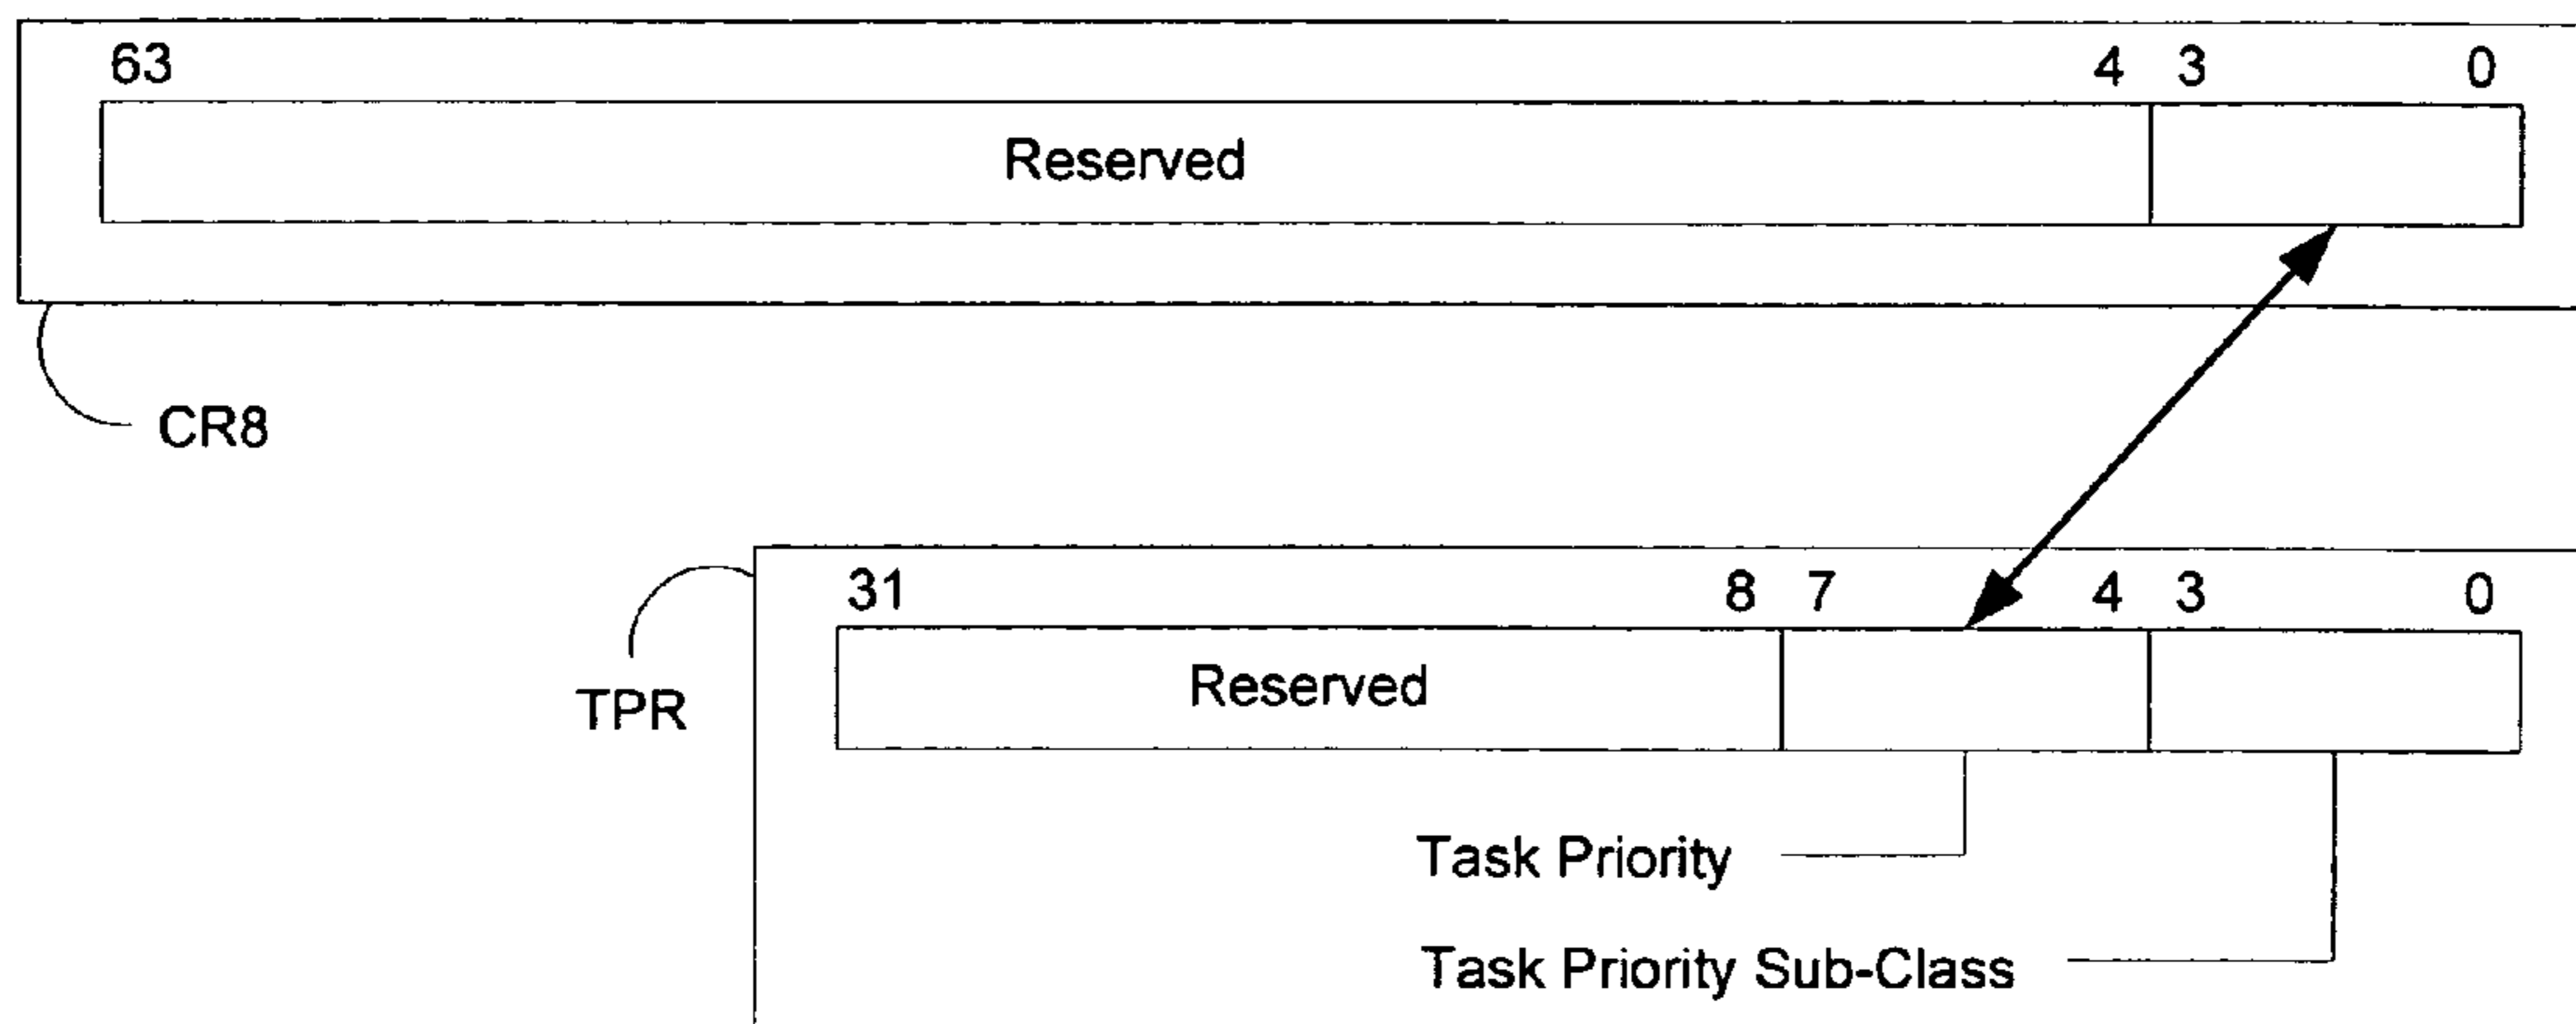 63 4 3 0
Reserved
CR8
31 8 7 4 3 0
Reserved
TPR
Task Priority
Task Priority Sub-Class